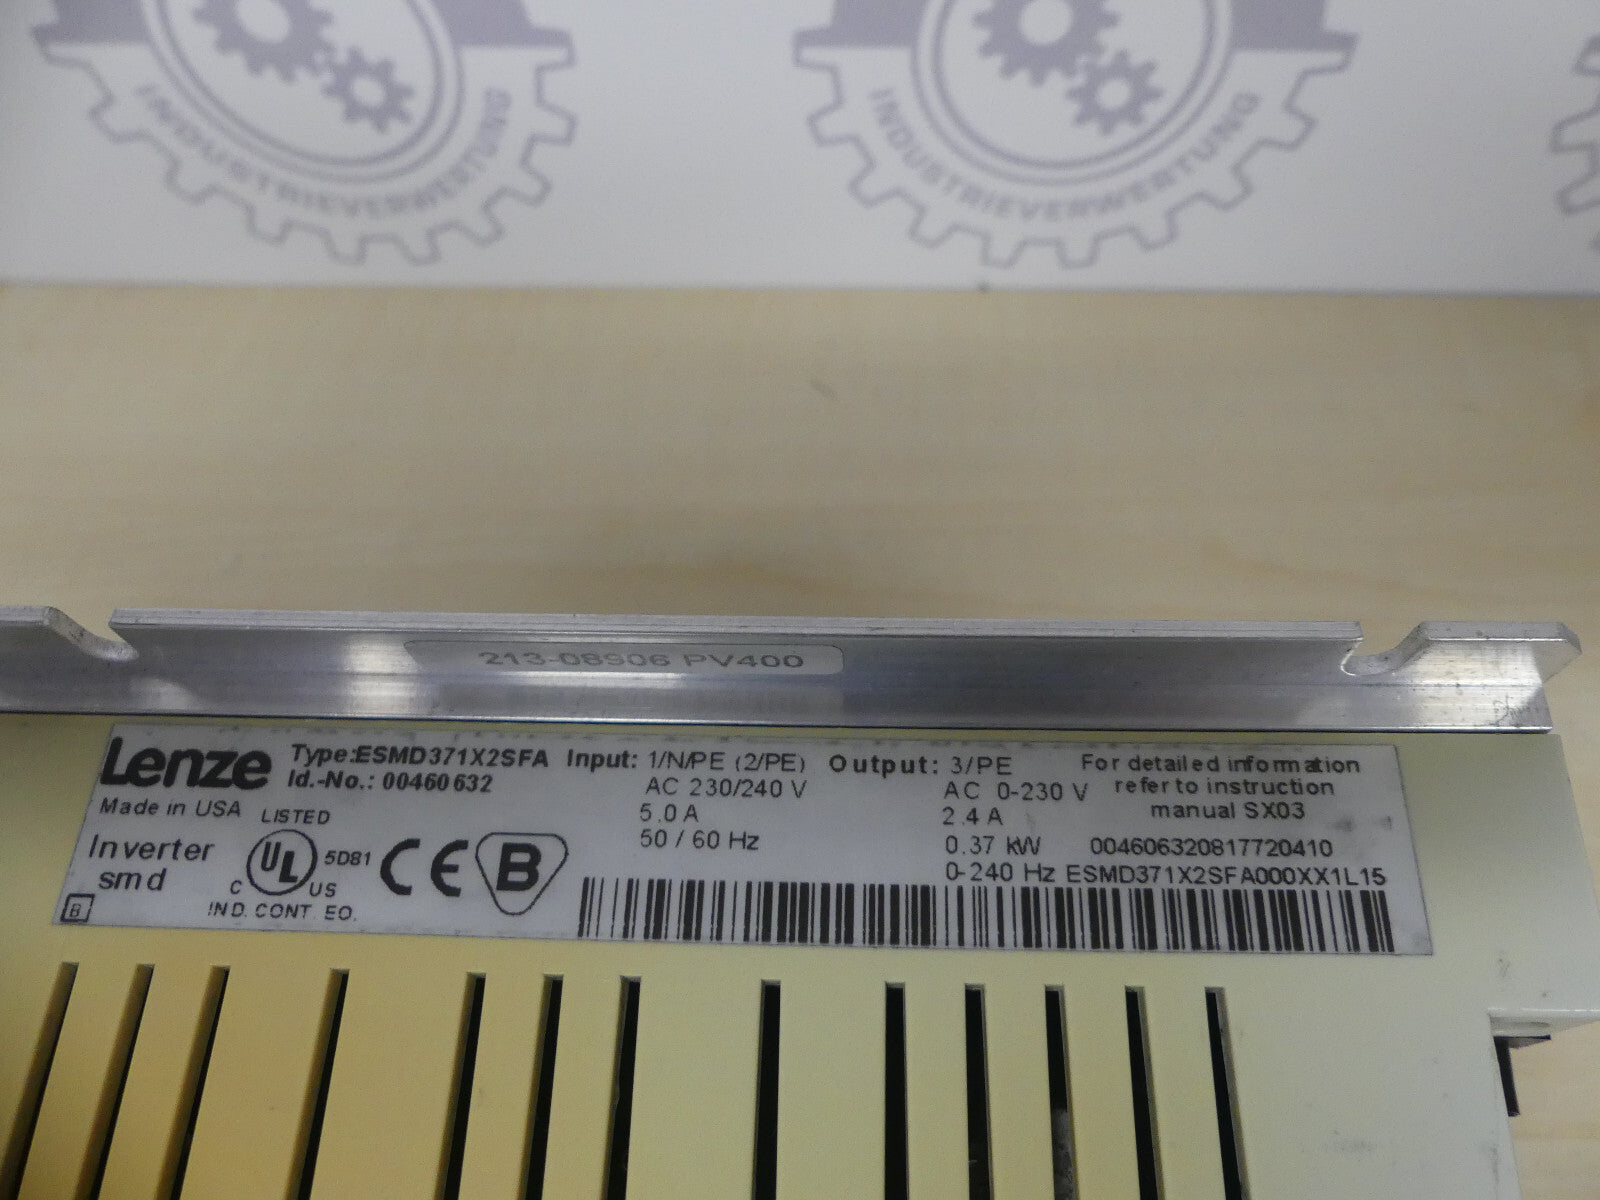 INDUSTRIEVERWERTUNG
INDUSTRIEVERWERTUNG
213-08906 PV400
Lenze
Type:ESMD371X2SFA
Id.-No.: 00460632
Made in USA
Inverter
smd
B
LISTED
UL
5D81
C US
IND. CONT. EQ.
CE
B
Input: 1/N/PE (2/PE)
AC 230/240 V
5.0 A
50 / 60 Hz
Output: 3/PE
AC 0-230 V
2.4 A
0.37 kW
0-240 Hz
For detailed information
refer to instruction
manual SX03
004606320817720410
ESMD371X2SFA000XX1L15